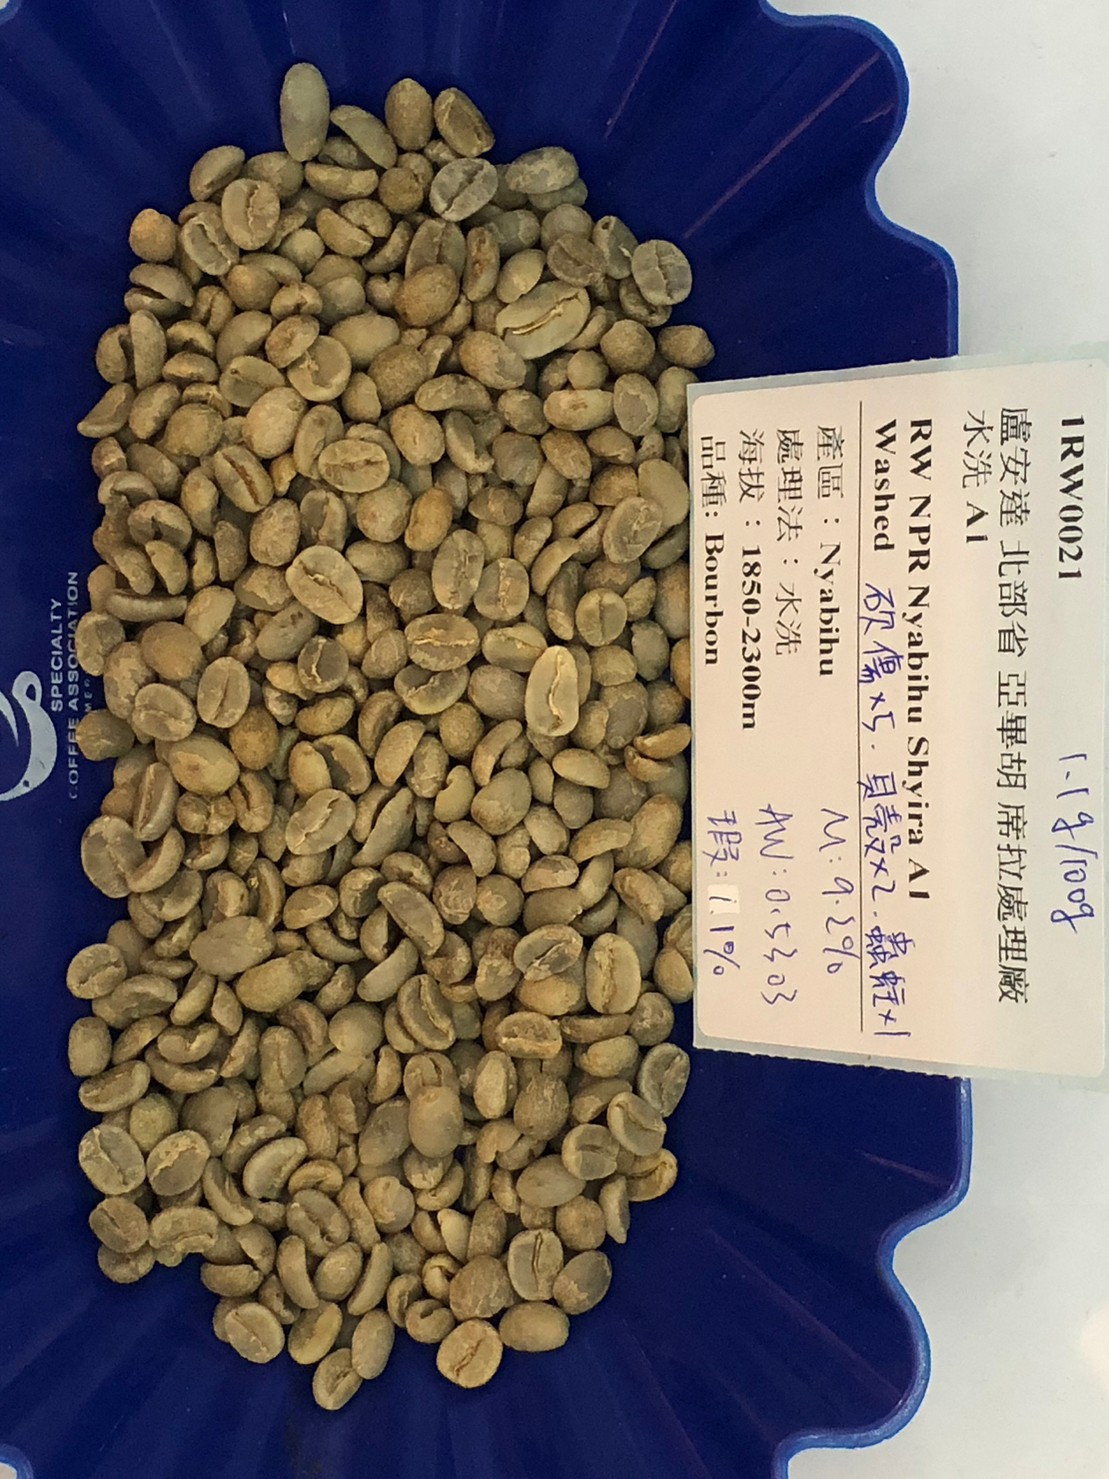 1RW0021
1.1g/100g
盧安達 北部省 亞畢胡 席拉處理廠
水洗 A1
RW NPR Nyabihu Shyira A1
Washed 砍傷x5. 貝殼x2. 蟲蛀x1
產區：Nyabihu M:9.2%
處理法：水洗 AW:0.5303
海拔：1850-2300m 瑕:1.1%
品種: Bourbon
SPECIALTY
COFFEE ASSOCIATION